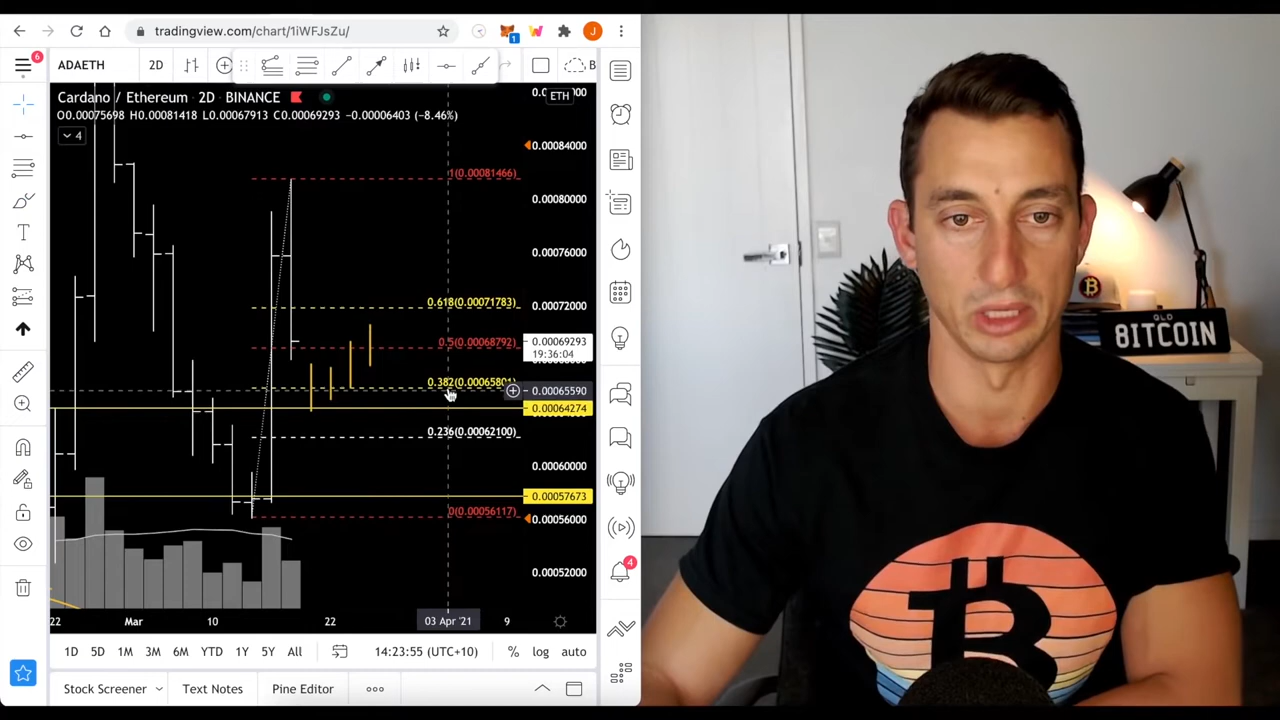 tradingview.com/chart/1iWFJsZu/
1
J
6
ADAETH
2D
B
Cardano / Ethereum · 2D · BINANCE
O0.00075698 H0.00081418 L0.00067913 C0.00069293 −0.00006403 (−8.46%)
4
ETH
0.00084000
1(0.00081466)
0.00080000
0.00076000
0.618(0.00071783)
0.00072000
0.5(0.00068792)
0.00069293
19:36:04
0.382(0.00065801)
0.00065590
0.00064274
0.236(0.00062100)
0.00060000
0.00057673
0(0.00056117)
0.00056000
0.00052000
22
Mar
10
22
03 Apr '21
9
1D 5D 1M 3M 6M YTD 1Y 5Y All
14:23:55 (UTC+10)
% log auto
Stock Screener
Text Notes
Pine Editor
4
QLD
BITCOIN